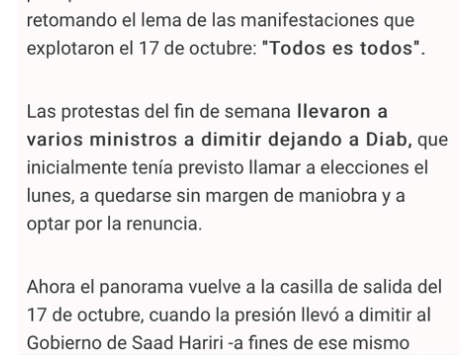 retomando el lema de las manifestaciones que
explotaron el 17 de octubre: "Todos es todos".
Las protestas del fin de semana llevaron a
varios ministros a dimitir dejando a Diab, que
inicialmente tenía previsto llamar a elecciones el
lunes, a quedarse sin margen de maniobra y a
optar por la renuncia.
Ahora el panorama vuelve a la casilla de salida del
17 de octubre, cuando la presión llevó a dimitir al
Gobierno de Saad Hariri -a fines de ese mismo